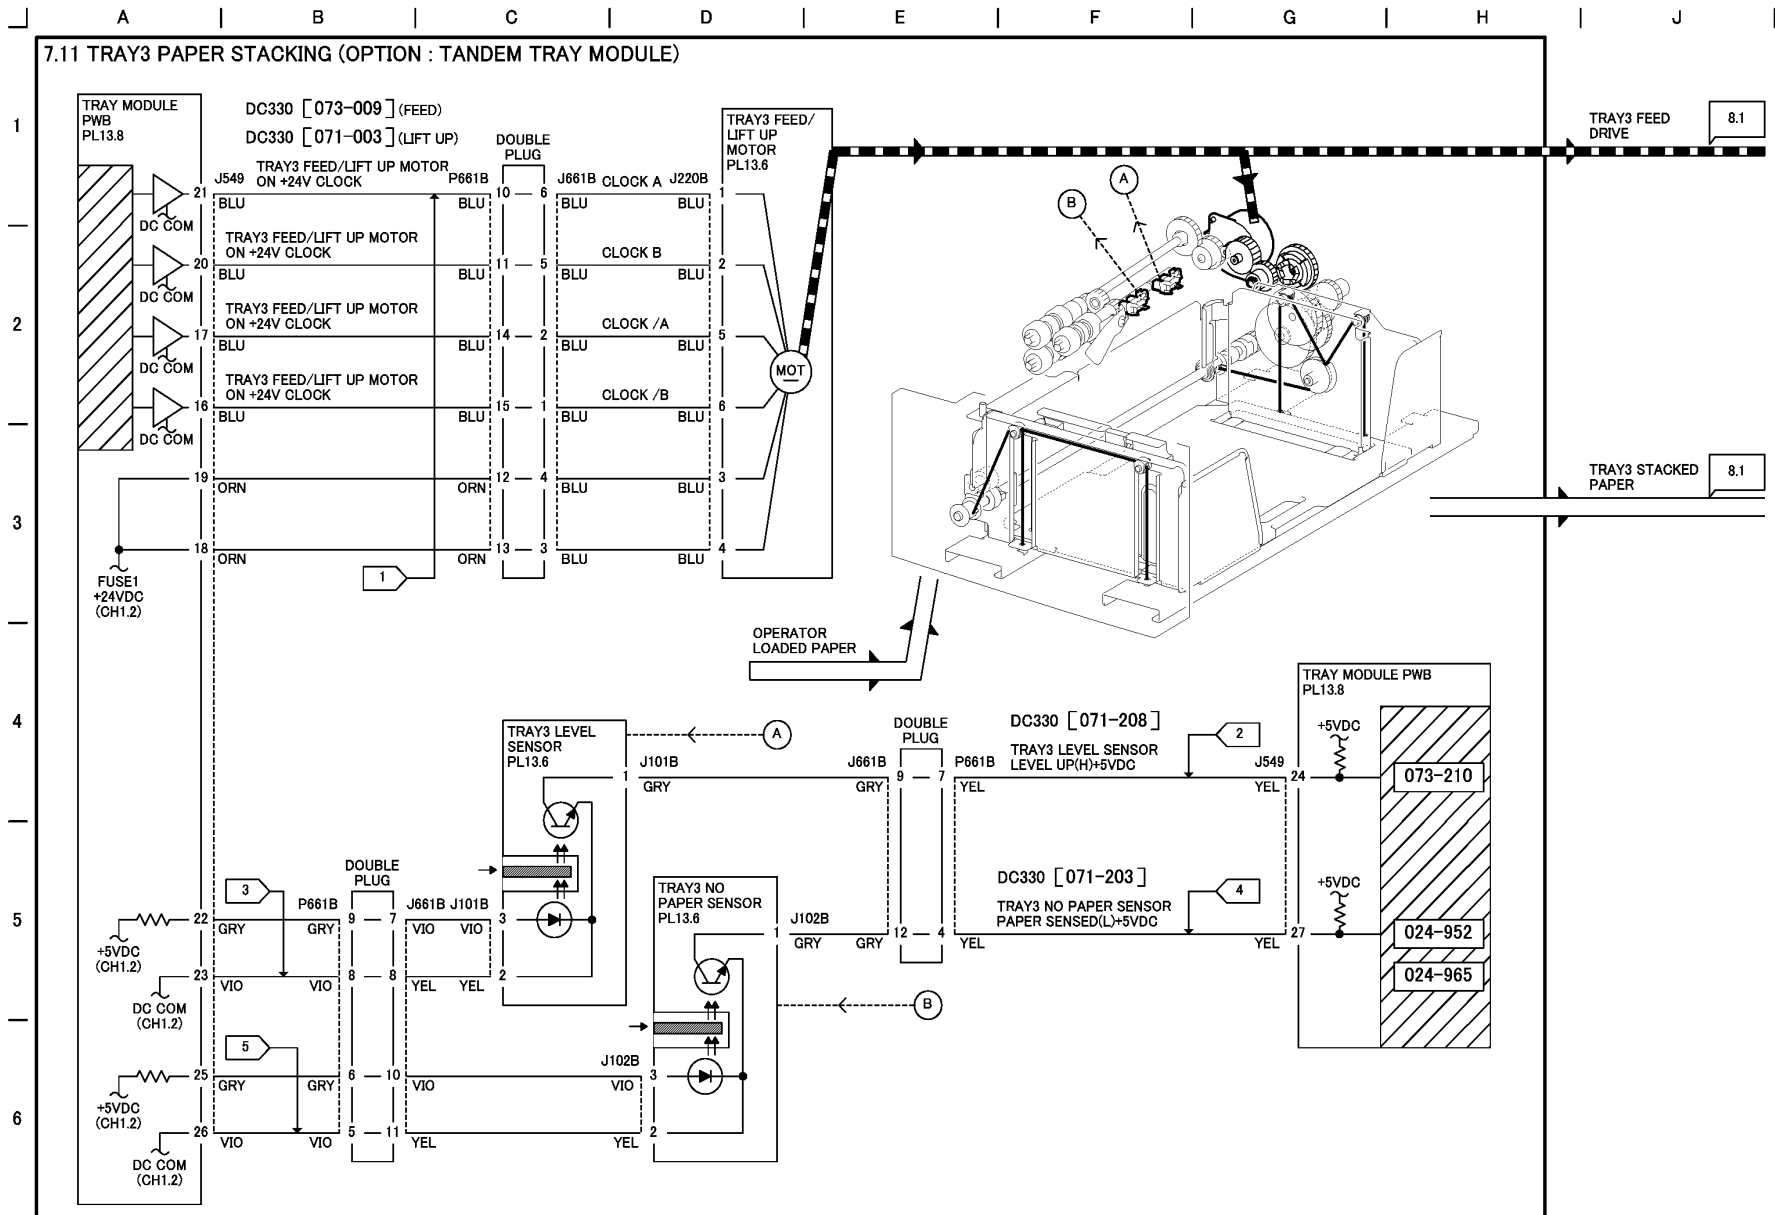 A B C D E F G H J
7.11 TRAY3 PAPER STACKING (OPTION : TANDEM TRAY MODULE)
1
2
3
4
5
6
TRAY MODULE
PWB
PL13.8
DC330 [073-009] (FEED)
DC330 [071-003] (LIFT UP)
DOUBLE
PLUG
TRAY3 FEED/
LIFT UP
MOTOR
PL13.6
TRAY3 FEED
DRIVE
8.1
TRAY3 FEED/LIFT UP MOTOR
ON +24V CLOCK
21 J549 P661B 10 6 J661B CLOCK A J220B 1
BLU BLU BLU BLU
DC COM
TRAY3 FEED/LIFT UP MOTOR
ON +24V CLOCK
20 11 5 CLOCK B 2
BLU BLU BLU BLU
DC COM
TRAY3 FEED/LIFT UP MOTOR
ON +24V CLOCK
17 14 2 CLOCK /A 5
BLU BLU BLU BLU
DC COM
MOT
TRAY3 FEED/LIFT UP MOTOR
ON +24V CLOCK
16 15 1 CLOCK /B 6
BLU BLU BLU BLU
DC COM
19 12 4 3
ORN ORN BLU BLU
18 13 3 4
ORN ORN BLU BLU
FUSE1
+24VDC
(CH1.2)
1
A
B
TRAY3 STACKED
PAPER
8.1
OPERATOR
LOADED PAPER
TRAY MODULE PWB
PL13.8
TRAY3 LEVEL
SENSOR
PL13.6
A
DOUBLE
PLUG
DC330 [071-208]
TRAY3 LEVEL SENSOR
LEVEL UP(H)+5VDC
2
+5VDC
1 J101B J661B 9 7 P661B J549 24
GRY GRY YEL YEL
073-210
DC330 [071-203]
TRAY3 NO PAPER SENSOR
PAPER SENSED(L)+5VDC
4
+5VDC
TRAY3 NO
PAPER SENSOR
PL13.6
1 J102B 12 4 27
GRY GRY YEL YEL
024-952
024-965
B
3
DOUBLE
PLUG
22 P661B 9 7 J661B J101B 3
GRY GRY VIO VIO
+5VDC
(CH1.2)
23 8 8 2
VIO VIO YEL YEL
DC COM
(CH1.2)
5
25 6 10 J102B 3
GRY GRY VIO VIO
+5VDC
(CH1.2)
26 5 11 2
VIO VIO YEL YEL
DC COM
(CH1.2)